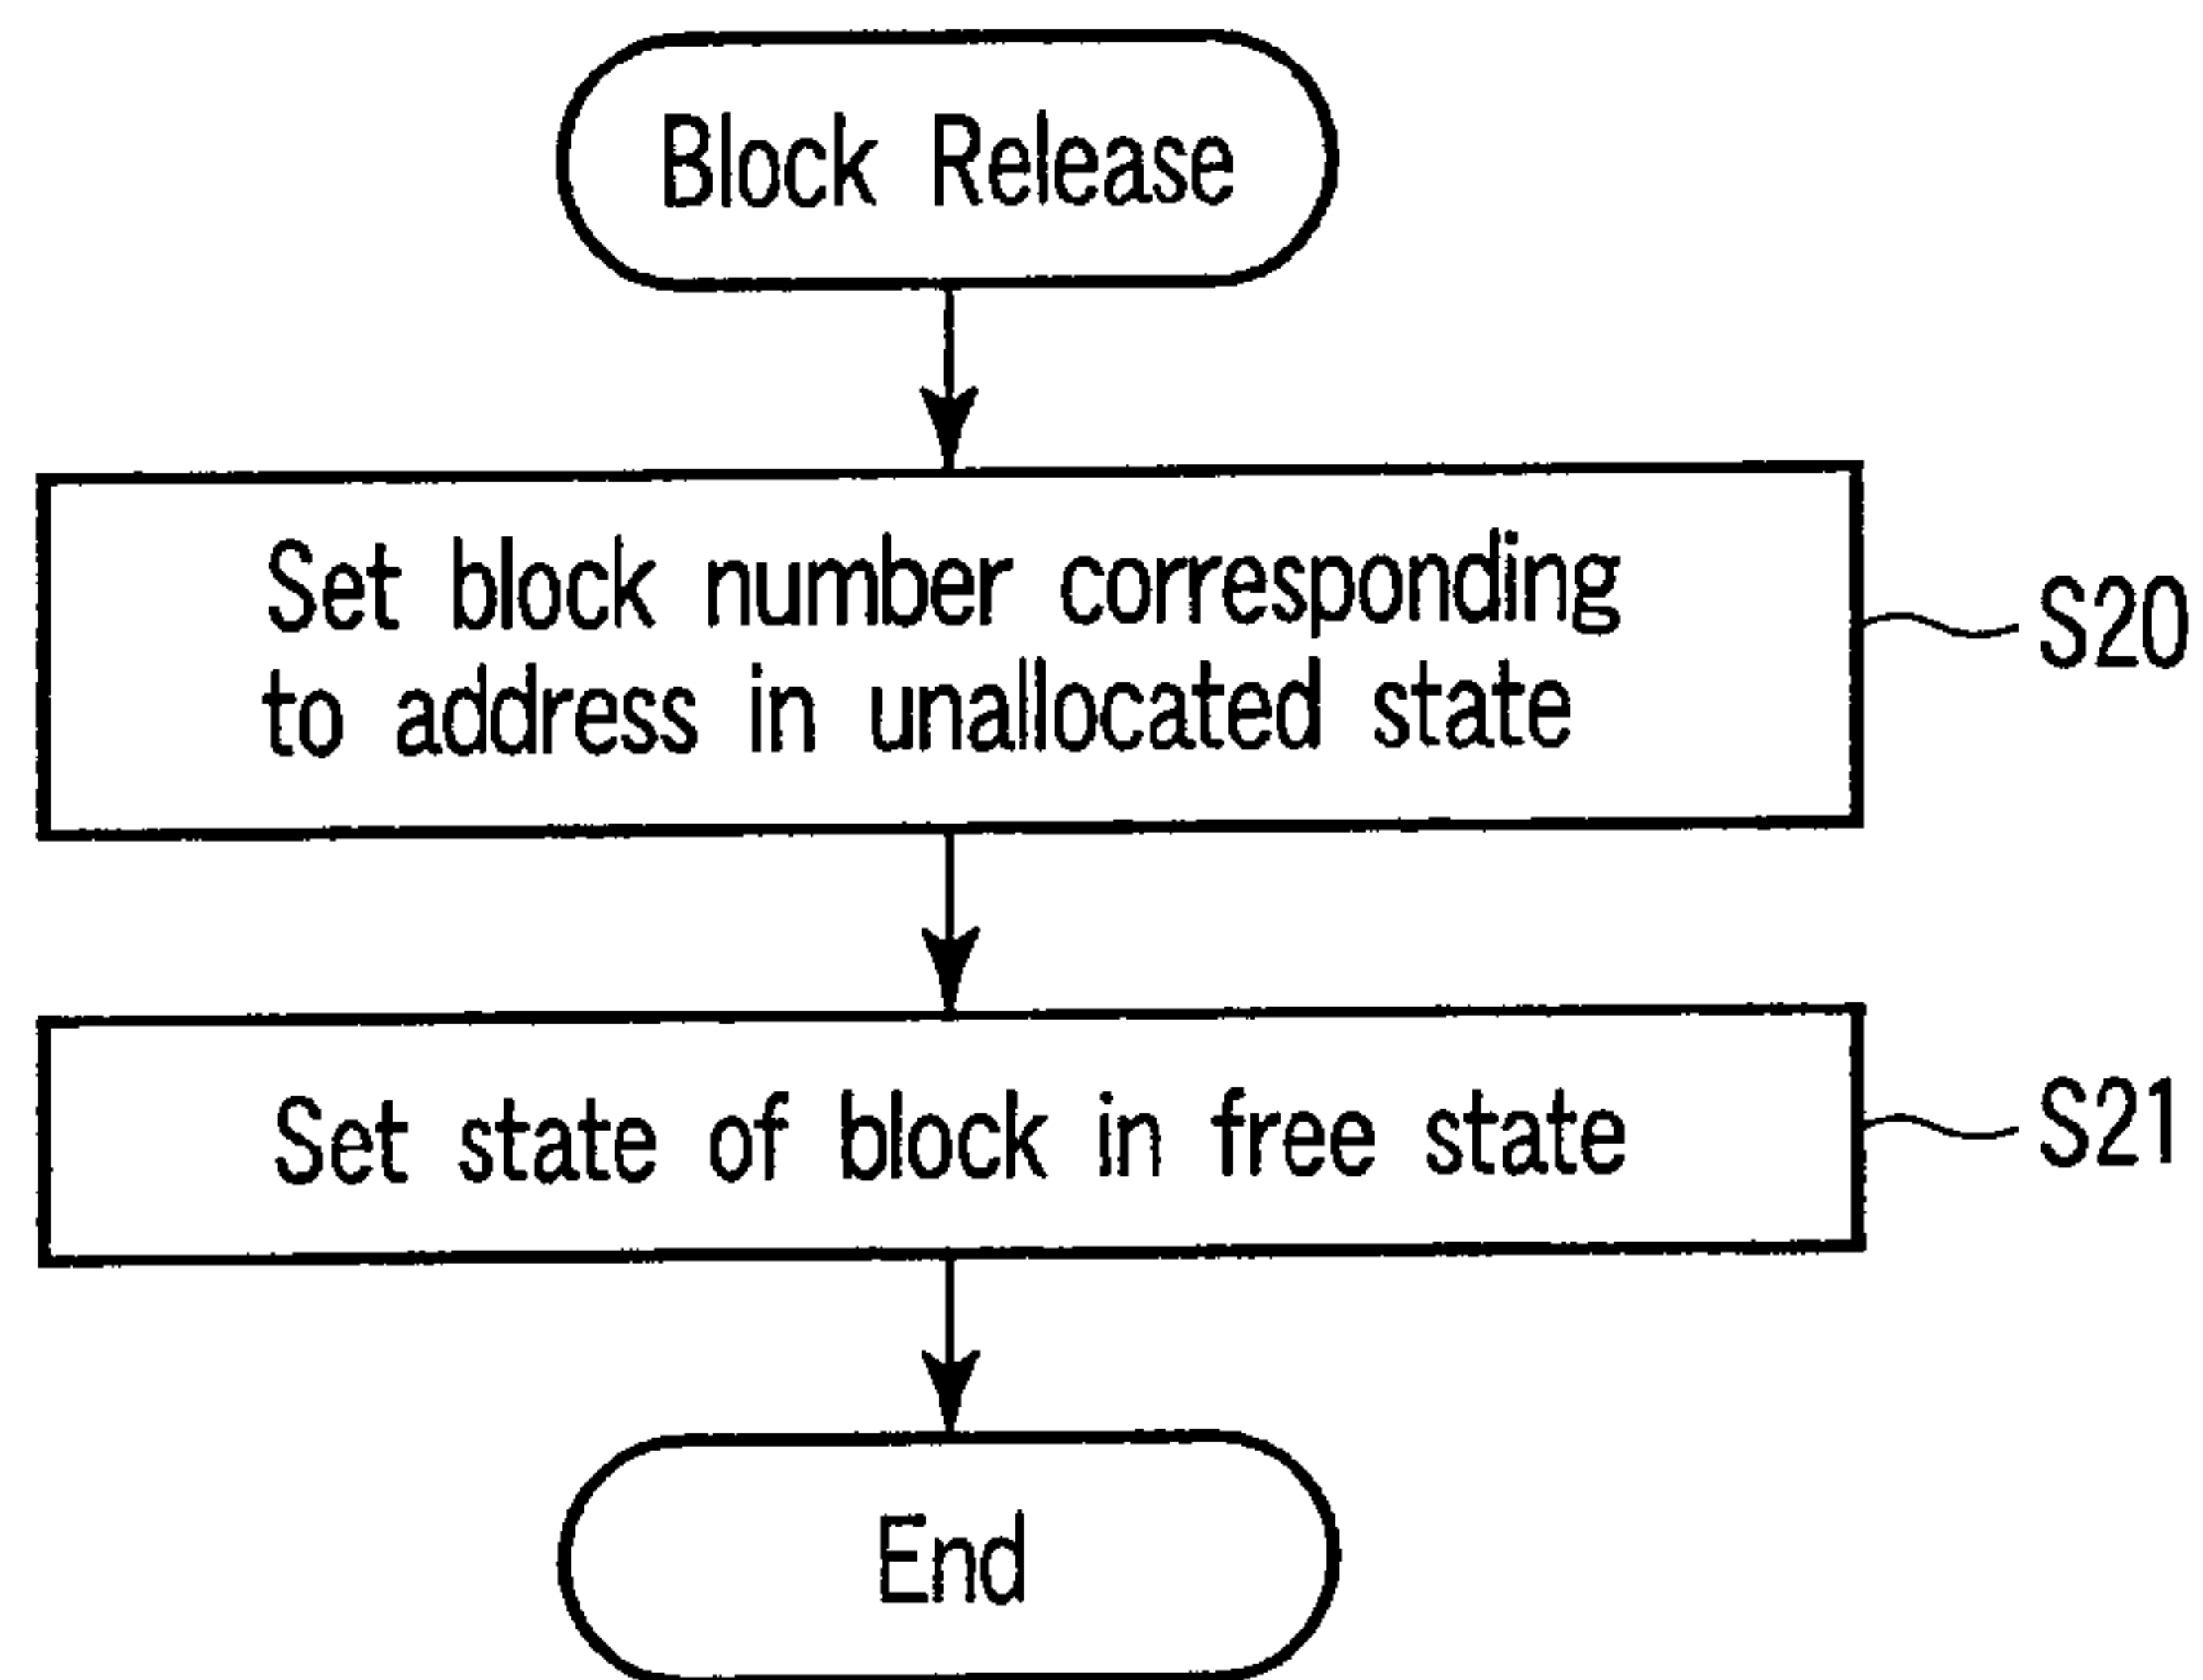 Block Release
Set block number corresponding
to address in unallocated state
S20
Set state of block in free state
S21
End